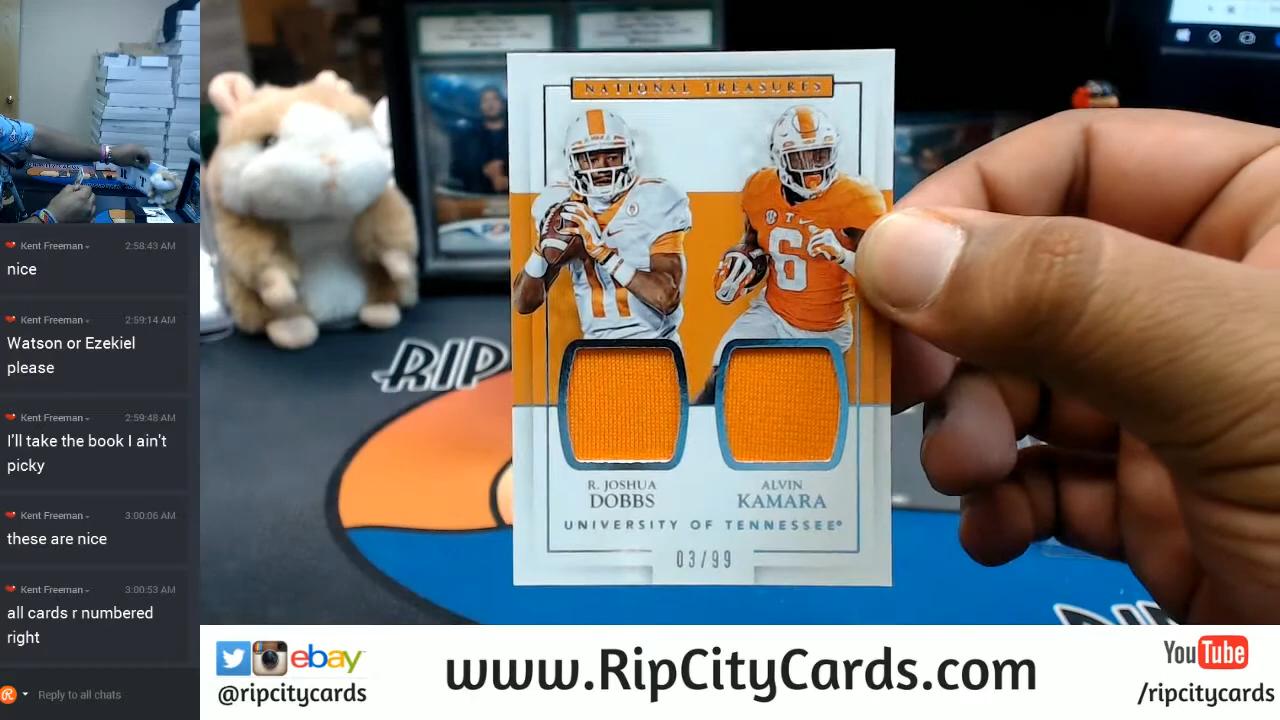 Kent Freeman 2:58:43 AM
nice
Kent Freeman 2:59:14 AM
Watson or Ezekiel
please
Kent Freeman 2:59:48 AM
I'll take the book I ain't
picky
Kent Freeman 3:00:06 AM
these are nice
Kent Freeman 3:00:53 AM
all cards r numbered
right
Reply to all chats
NATIONAL TREASURES
11
T
6
R. JOSHUA
DOBBS
ALVIN
KAMARA
UNIVERSITY OF TENNESSEE®
03/99
RIP
RIP
ebay
@ripcitycards
www.RipCityCards.com
YouTube
/ripcitycards